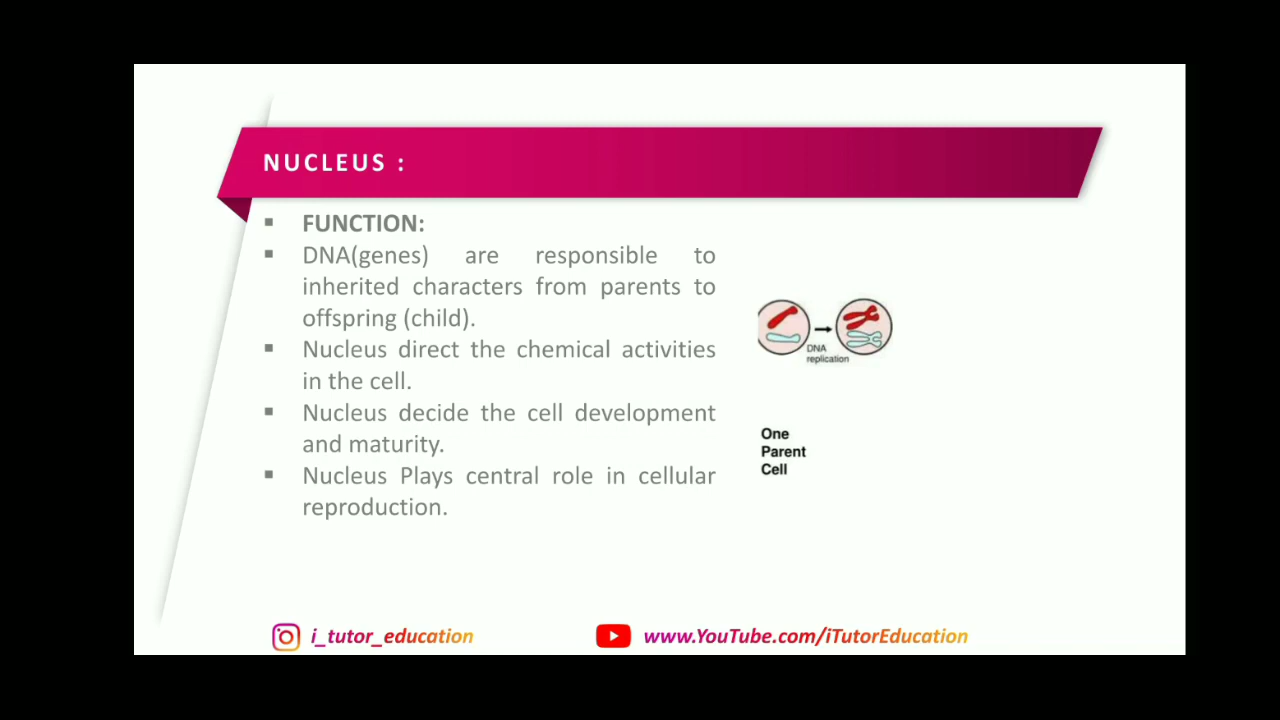 NUCLEUS :
FUNCTION:
DNA(genes) are responsible to
inherited characters from parents to
offspring (child).
Nucleus direct the chemical activities
in the cell.
Nucleus decide the cell development
and maturity.
Nucleus Plays central role in cellular
reproduction.
DNA
replication
One
Parent
Cell
i_tutor_education
www.YouTube.com/iTutorEducation